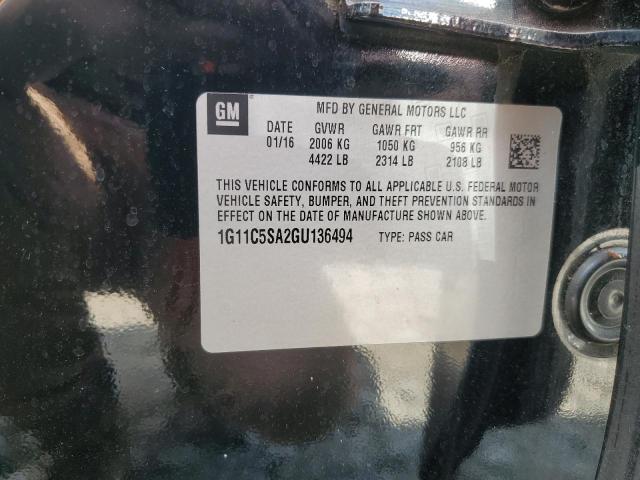 GM
MFD BY GENERAL MOTORS LLC
DATE GVWR GAWR FRT GAWR RR
01/16 2006 KG 1050 KG 956 KG
4422 LB 2314 LB 2108 LB
THIS VEHICLE CONFORMS TO ALL APPLICABLE U.S. FEDERAL MOTOR
VEHICLE SAFETY, BUMPER, AND THEFT PREVENTION STANDARDS IN
EFFECT ON THE DATE OF MANUFACTURE SHOWN ABOVE.
1G11C5SA2GU136494 TYPE: PASS CAR